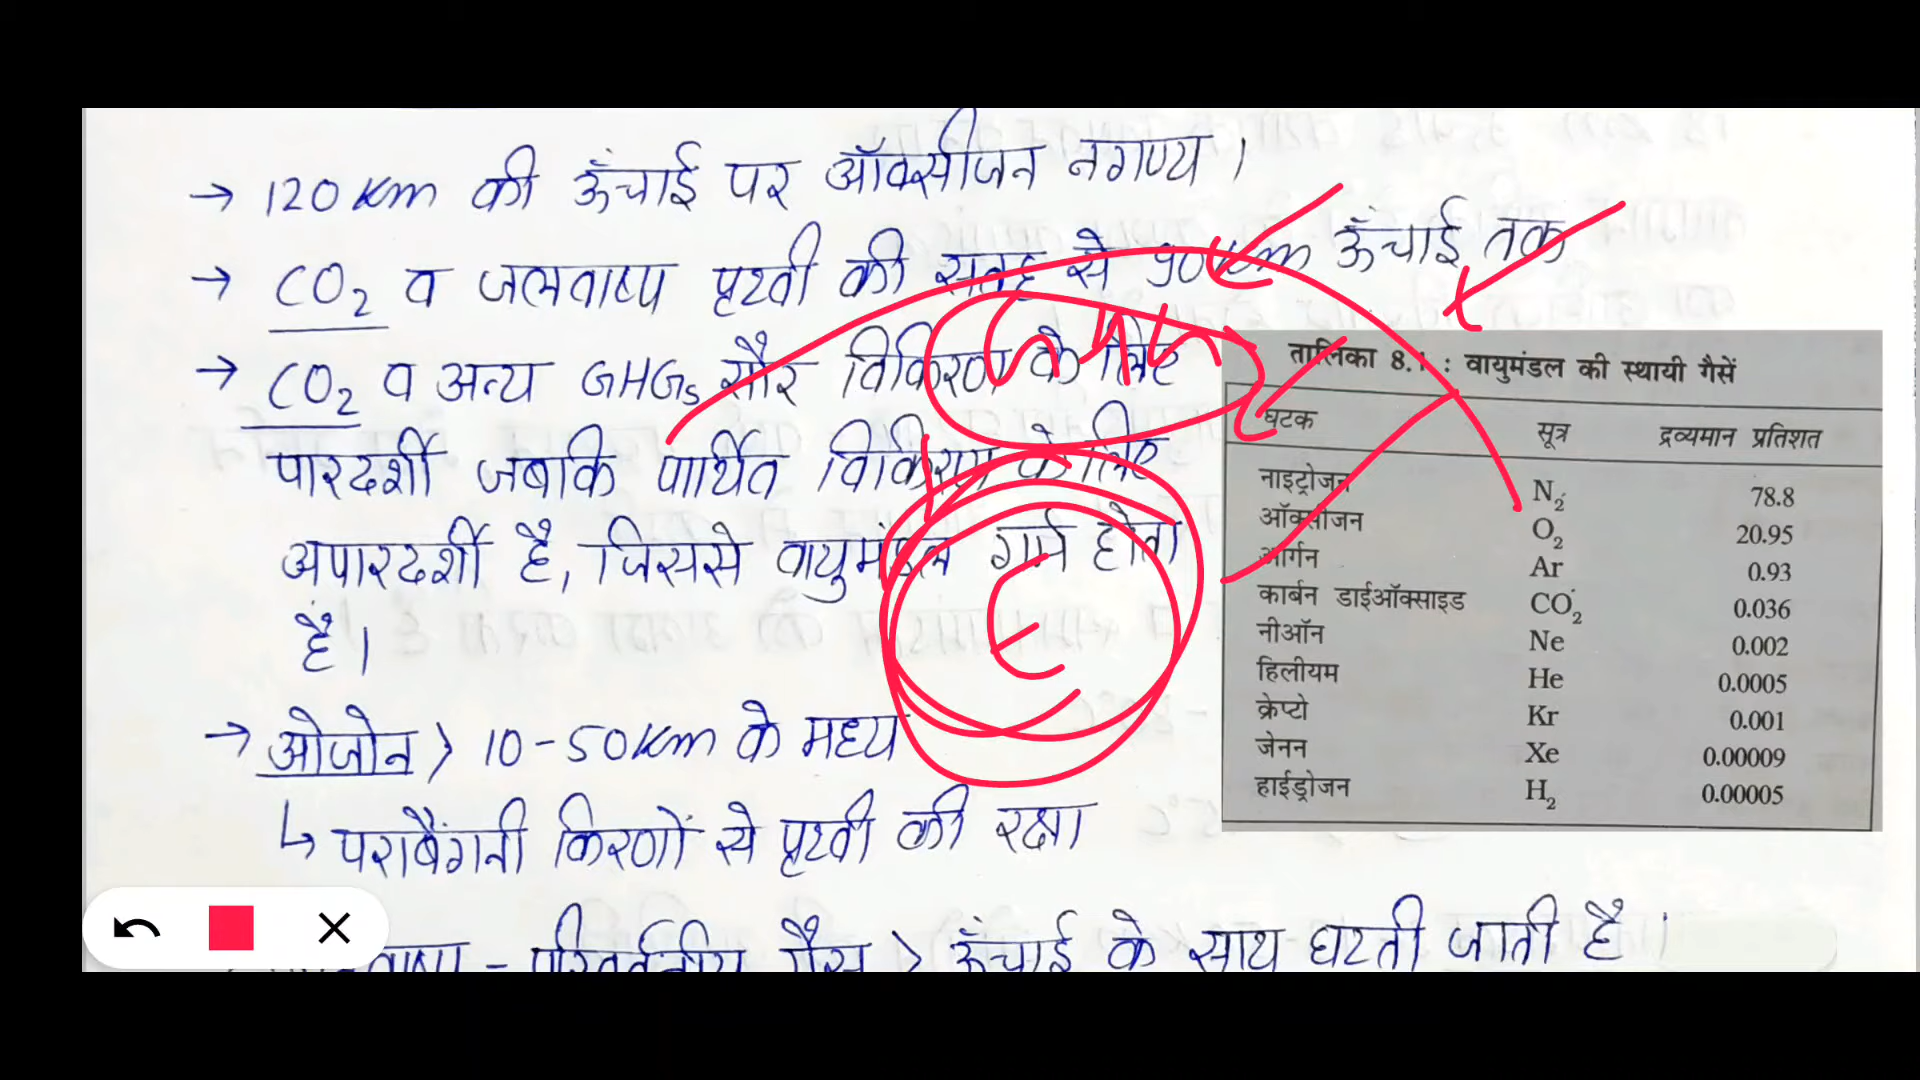 → 120 Km की ऊँचाई पर ऑक्सीजन नगण्य।
→ CO2 व जलवाष्प पृथ्वी की सतह से 90 Km ऊँचाई तक
→ CO2 व अन्य GHGs सौर विकिरण के लिए
पारदर्शी जबकि पार्थिव विकिरण के लिए
अपारदर्शी है, जिससे वायुमंडल गर्म होता
है।
→ ओजोन > 10-50 Km के मध्य
↳ पराबैंगनी किरणों से पृथ्वी की रक्षा
– परिवर्तनीय गैस > ऊँचाई के साथ घटती जाती है।
तालिका 8.1 : वायुमंडल की स्थायी गैसें
घटक सूत्र द्रव्यमान प्रतिशत
नाइट्रोजन N2 78.8
ऑक्सीजन O2 20.95
आर्गन Ar 0.93
कार्बन डाईऑक्साइड CO2 0.036
नीऑन Ne 0.002
हिलीयम He 0.0005
क्रेप्टो Kr 0.001
जेनन Xe 0.00009
हाईड्रोजन H2 0.00005
E